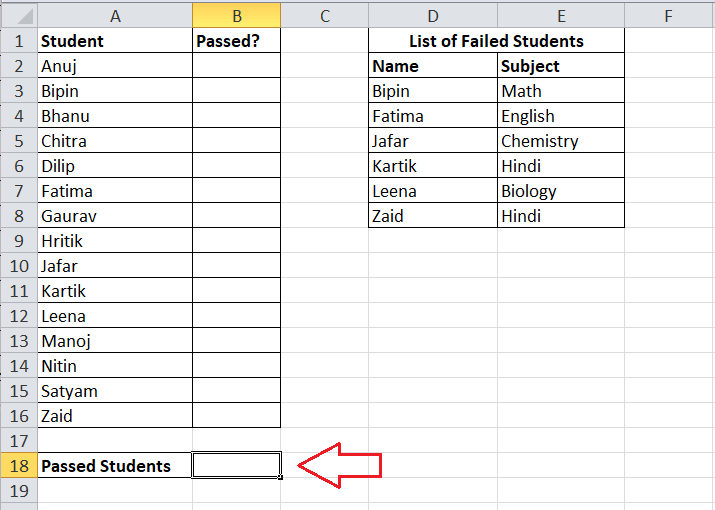 A B C D E F
1 Student Passed? List of Failed Students
2 Anuj Name Subject
3 Bipin Bipin Math
4 Bhanu Fatima English
5 Chitra Jafar Chemistry
6 Dilip Kartik Hindi
7 Fatima Leena Biology
8 Gaurav Zaid Hindi
9 Hritik
10 Jafar
11 Kartik
12 Leena
13 Manoj
14 Nitin
15 Satyam
16 Zaid
17
18 Passed Students
19